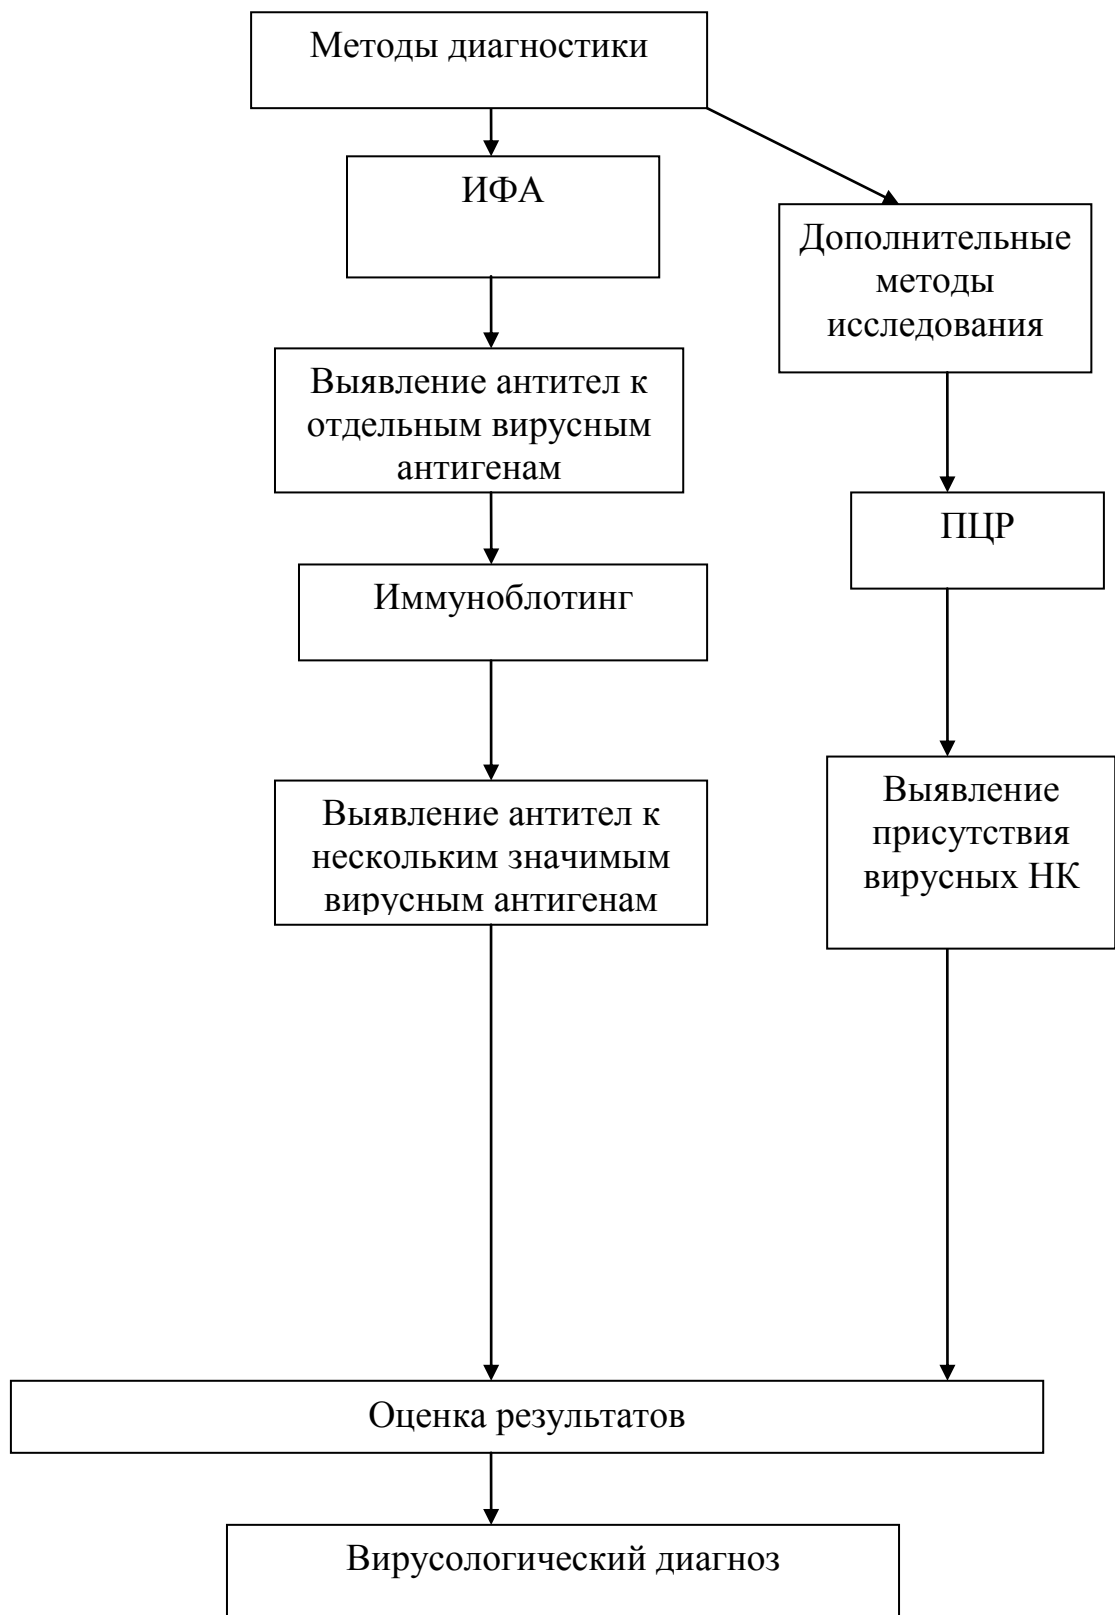 Методы диагностики
ИФА
Дополнительные
методы
исследования
Выявление антител к
отдельным вирусным
антигенам
ПЦР
Иммуноблотинг
Выявление антител к
нескольким значимым
вирусным антигенам
Выявление
присутствия
вирусных НК
Оценка результатов
Вирусологический диагноз